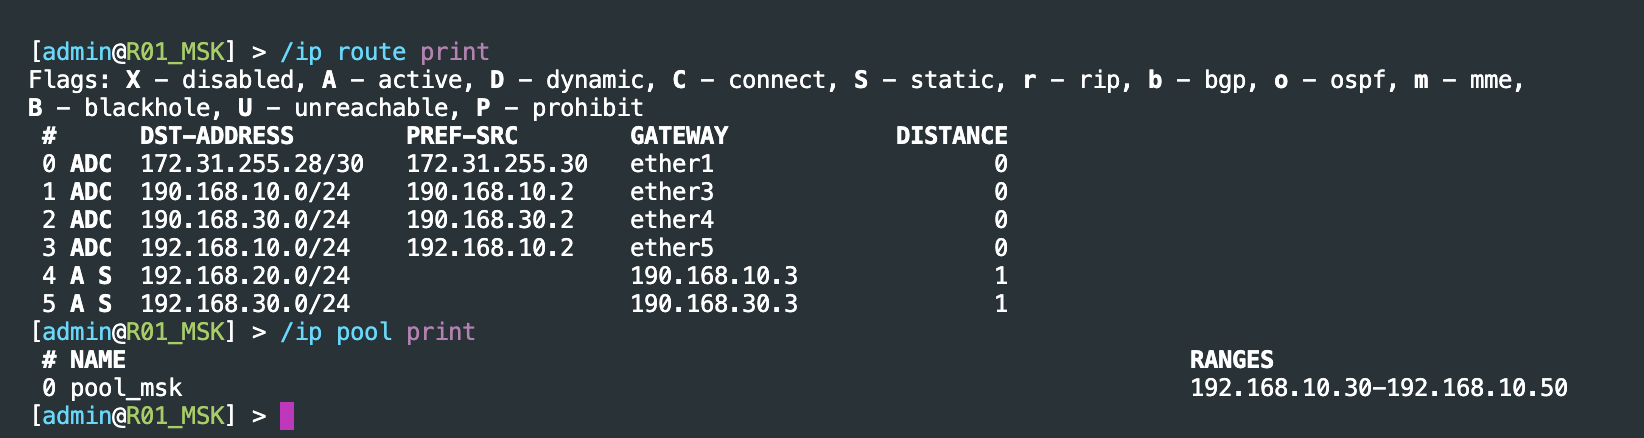 [admin@R01_MSK] > /ip route print
Flags: X - disabled, A - active, D - dynamic, C - connect, S - static, r - rip, b - bgp, o - ospf, m - mme,
B - blackhole, U - unreachable, P - prohibit
 #      DST-ADDRESS        PREF-SRC        GATEWAY            DISTANCE
 0 ADC  172.31.255.28/30   172.31.255.30   ether1                    0
 1 ADC  190.168.10.0/24    190.168.10.2    ether3                    0
 2 ADC  190.168.30.0/24    190.168.30.2    ether4                    0
 3 ADC  192.168.10.0/24    192.168.10.2    ether5                    0
 4 A S  192.168.20.0/24                    190.168.10.3              1
 5 A S  192.168.30.0/24                    190.168.30.3              1
[admin@R01_MSK] > /ip pool print
 # NAME                                                                            RANGES
 0 pool_msk                                                                        192.168.10.30-192.168.10.50
[admin@R01_MSK] >